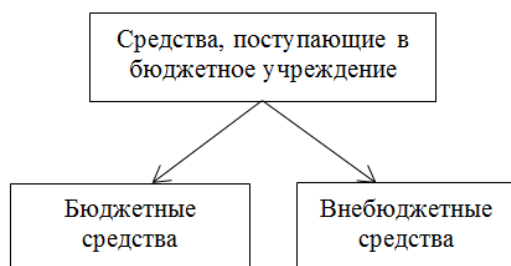 Средства, поступающие в
бюджетное учреждение
Бюджетные
средства
Внебюджетные
средства